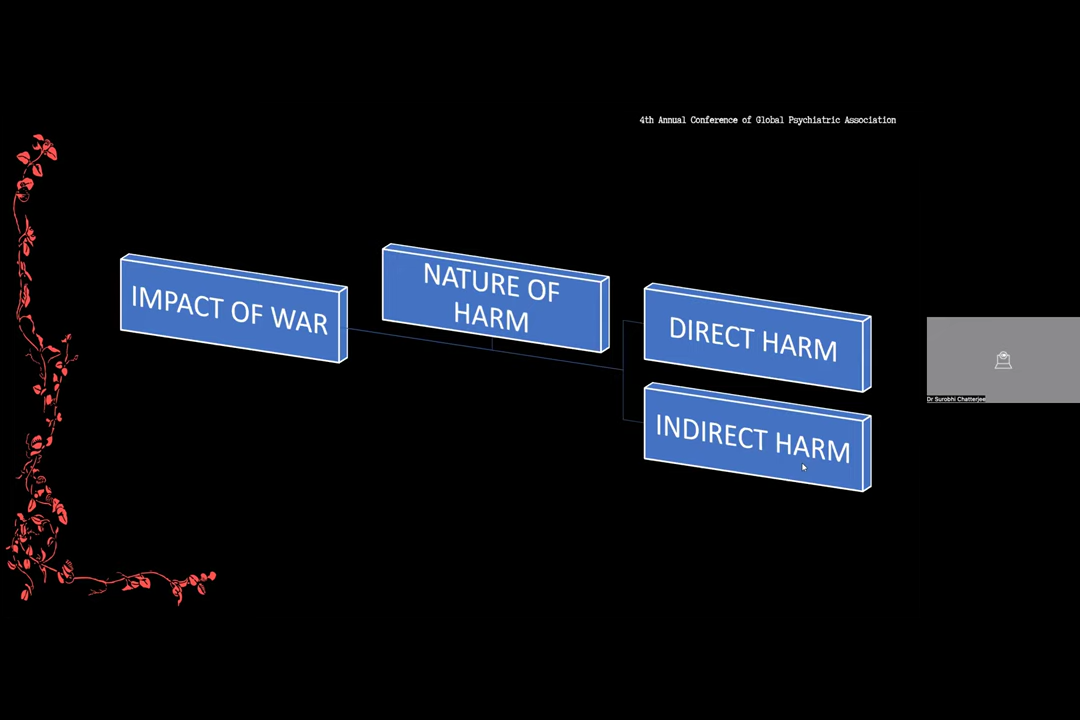 4th Annual Conference of Global Psychiatric Association
IMPACT OF WAR
NATURE OF
HARM
DIRECT HARM
INDIRECT HARM
Dr Surobhi Chatterjee